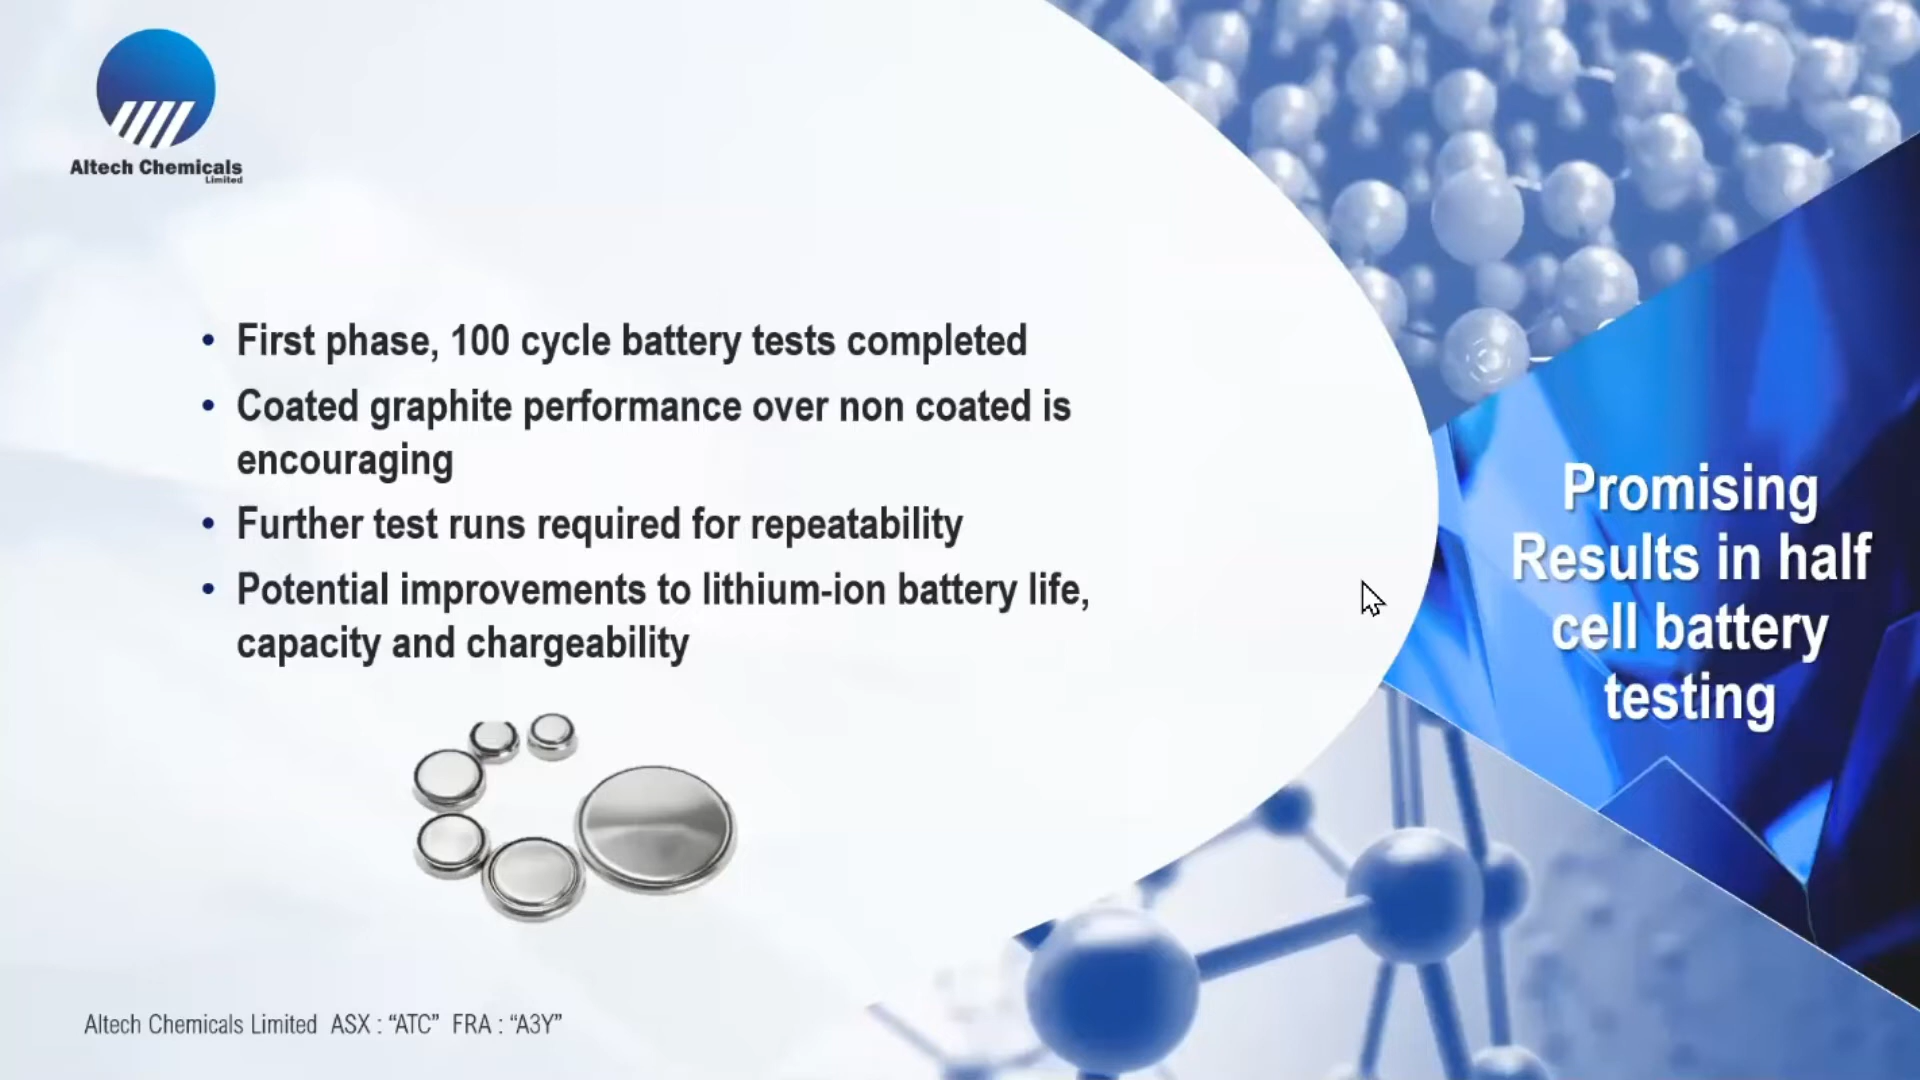 Altech Chemicals
Limited
• First phase, 100 cycle battery tests completed
• Coated graphite performance over non coated is
encouraging
• Further test runs required for repeatability
• Potential improvements to lithium-ion battery life,
capacity and chargeability
Promising
Results in half
cell battery
testing
Altech Chemicals Limited ASX : “ATC” FRA : “A3Y”